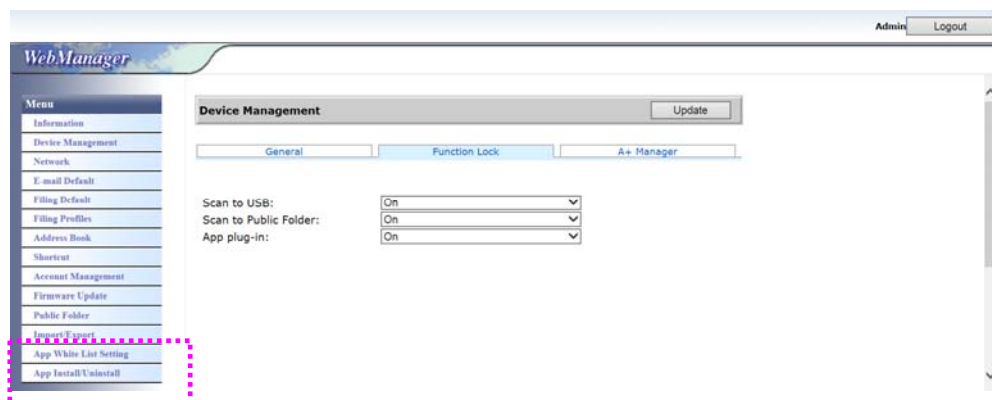 Admin Logout
WebManager
Menu
Information
Device Management
Network
E-mail Default
Filing Default
Filing Profiles
Address Book
Shortcut
Account Management
Firmware Update
Public Folder
Import/Export
App White List Setting
App Install/Uninstall
Device Management Update
General Function Lock A+ Manager
Scan to USB: On
Scan to Public Folder: On
App plug-in: On